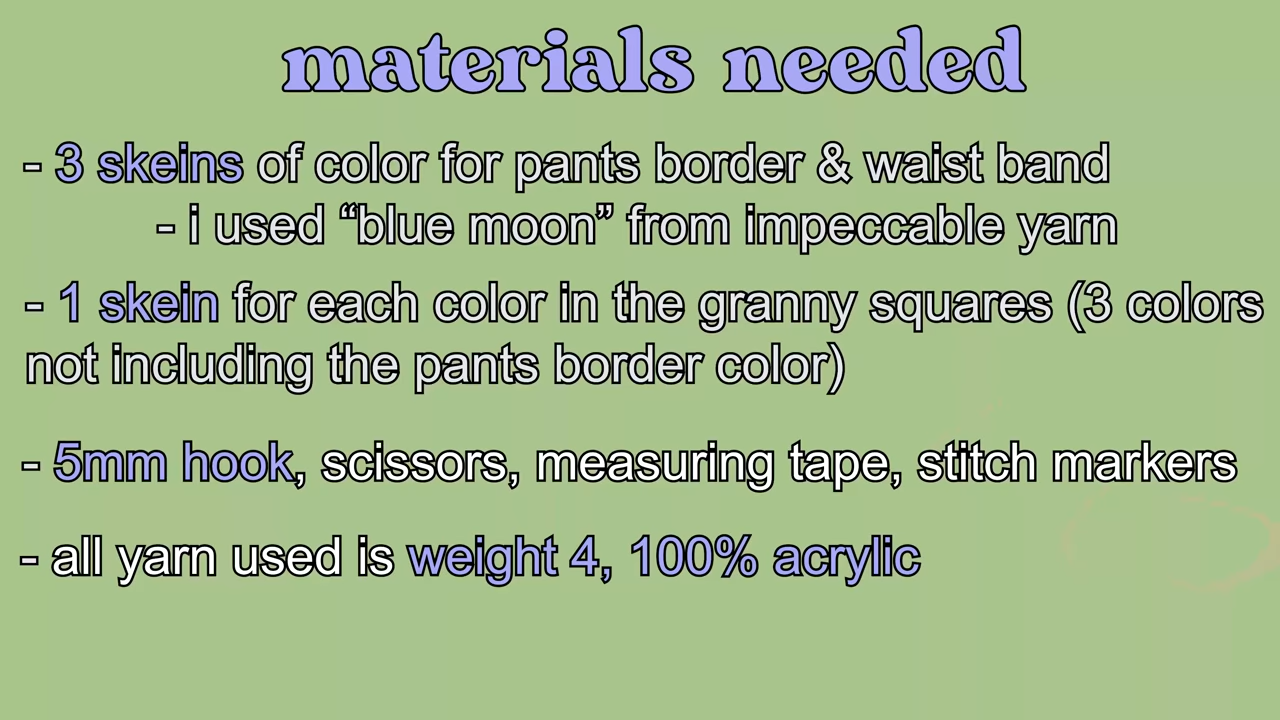 materials needed
- 3 skeins of color for pants border & waist band
- i used “blue moon” from impeccable yarn
- 1 skein for each color in the granny squares (3 colors
not including the pants border color)
- 5mm hook, scissors, measuring tape, stitch markers
- all yarn used is weight 4, 100% acrylic